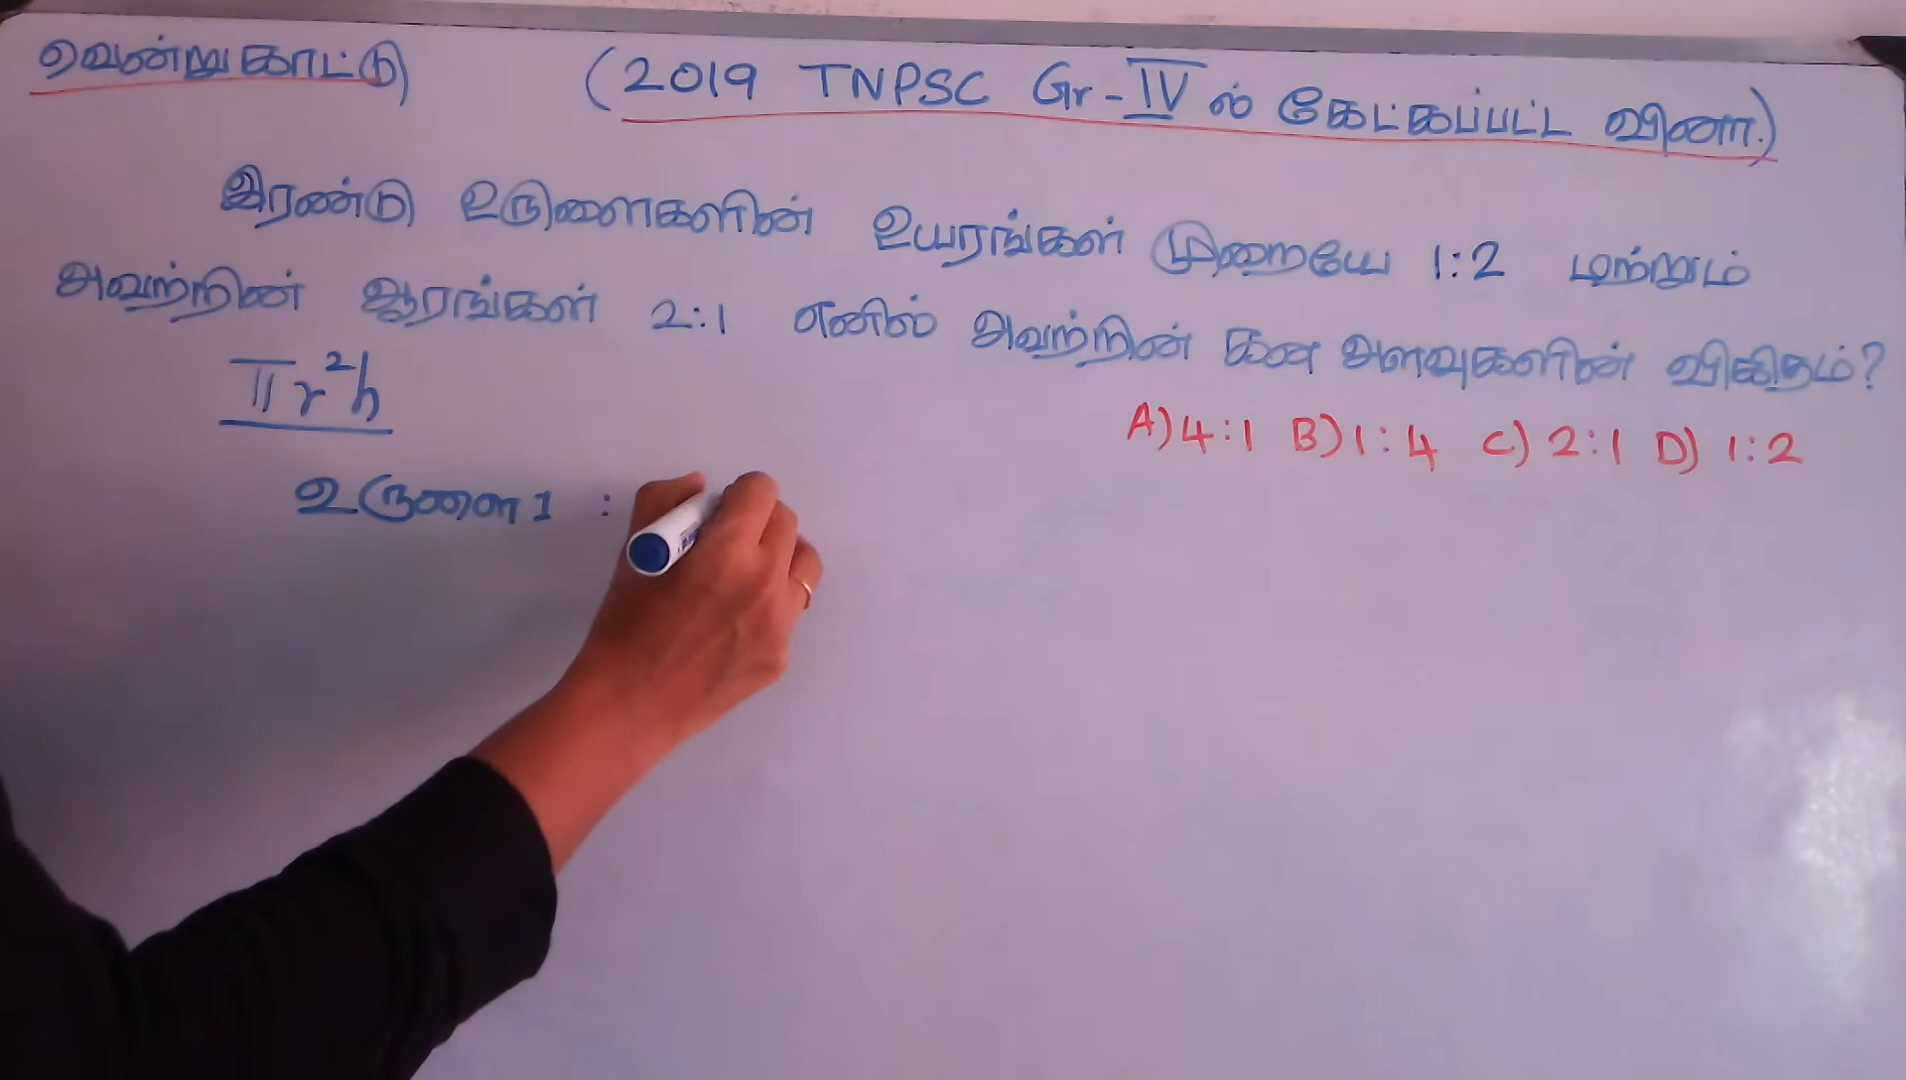 வென்று காட்டு (2019 TNPSC Gr-IV ல் கேட்கப்பட்ட வினா.)
இரண்டு உருளைகளின் உயரங்கள் முறையே 1:2 மற்றும்
அவற்றின் ஆரங்கள் 2:1 எனில் அவற்றின் கன அளவுகளின் விகிதம்?
πr²h
A) 4:1 B) 1:4 C) 2:1 D) 1:2
உருளை 1 :